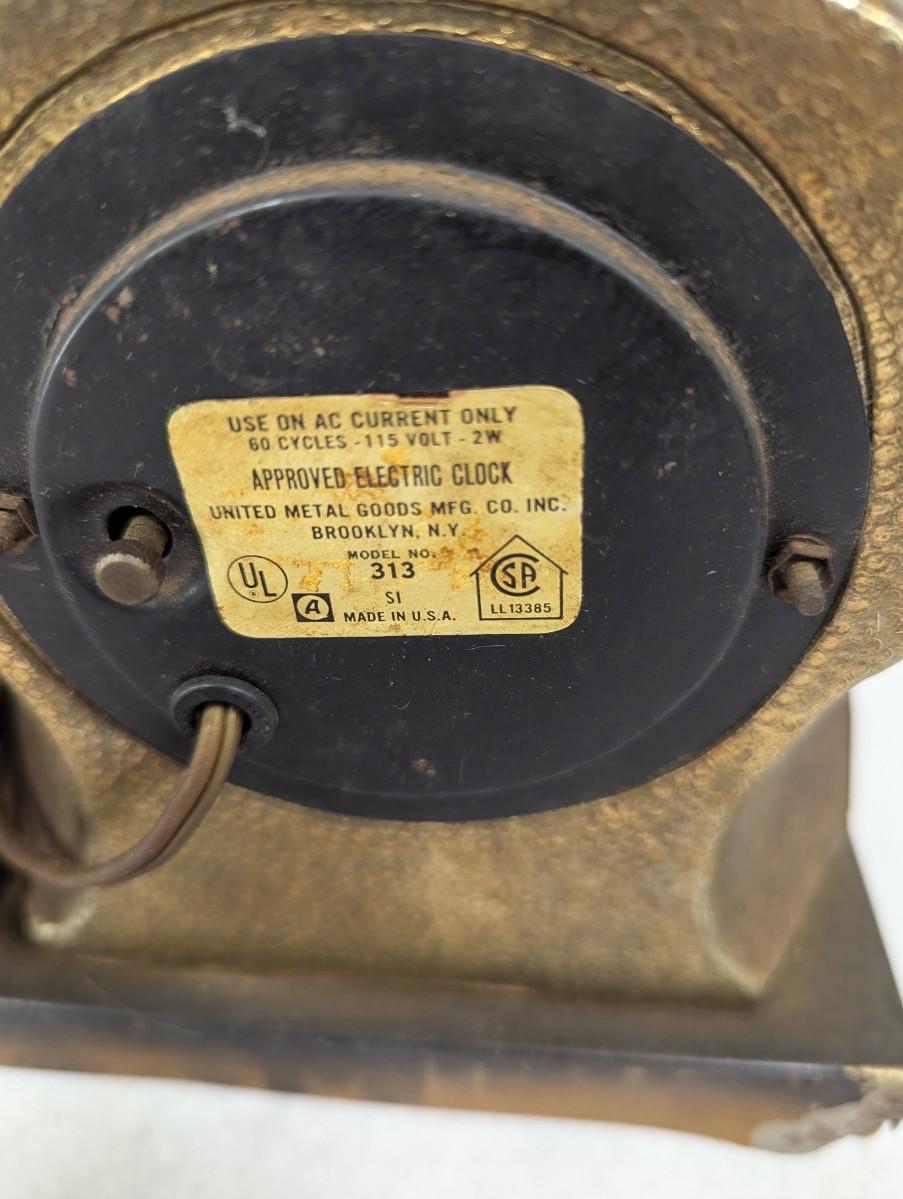 USE ON AC CURRENT ONLY
60 CYCLES - 115 VOLT - 2W
APPROVED ELECTRIC CLOCK
UNITED METAL GOODS MFG. CO. INC.
BROOKLYN, N.Y.
MODEL NO.
313
SI
UL
A
MADE IN U.S.A.
SA
LL13385